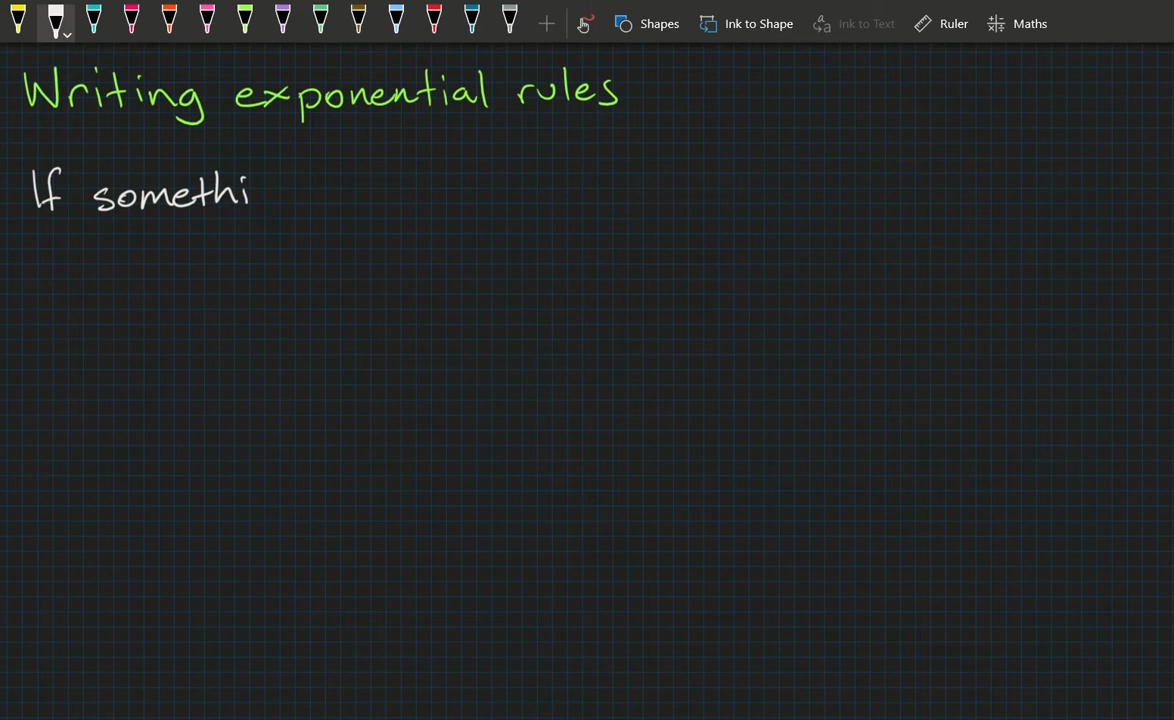 Shapes Ink to Shape Ink to Text Ruler Maths
Writing exponential rules
If somethi